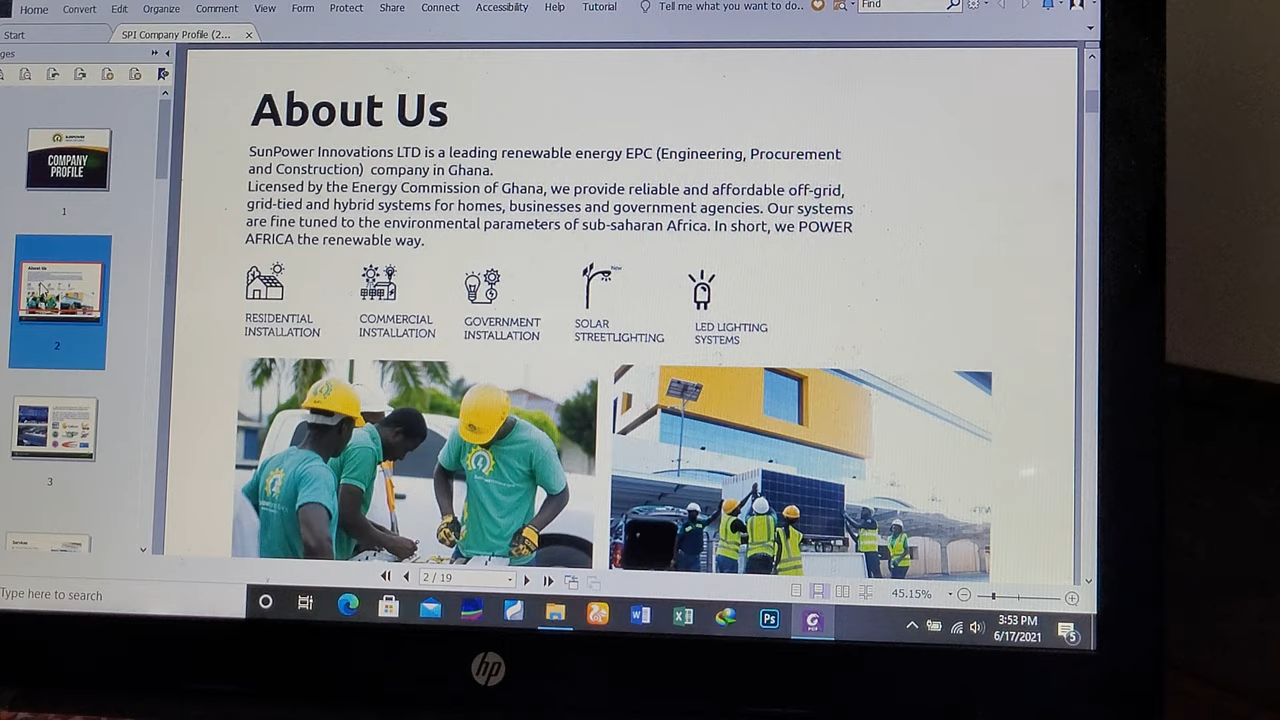 Home Convert Edit Organize Comment View Form Protect Share Connect Accessibility Help Tutorial Tell me what you want to do.. Find
Start SPI Company Profile (2... ×
ges
About Us
SunPower Innovations LTD is a leading renewable energy EPC (Engineering, Procurement
and Construction) company in Ghana.
Licensed by the Energy Commission of Ghana, we provide reliable and affordable off-grid,
grid-tied and hybrid systems for homes, businesses and government agencies. Our systems
are fine tuned to the environmental parameters of sub-saharan Africa. In short, we POWER
AFRICA the renewable way.
RESIDENTIAL
INSTALLATION
COMMERCIAL
INSTALLATION
GOVERNMENT
INSTALLATION
SOLAR
STREETLIGHTING
LED LIGHTING
SYSTEMS
COMPANY
PROFILE
1
About Us
2
3
2 / 19
45.15%
Type here to search
W
X
Ps
3:53 PM
6/17/2021
5
hp